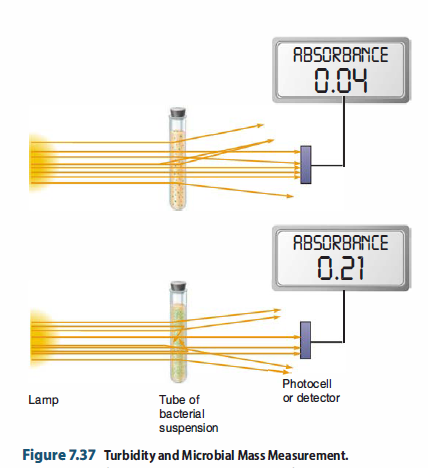 ABSORBANCE
0.04
ABSORBANCE
0.21
Lamp
Tube of
bacterial
suspension
Photocell
or detector
Figure 7.37 Turbidity and Microbial Mass Measurement.